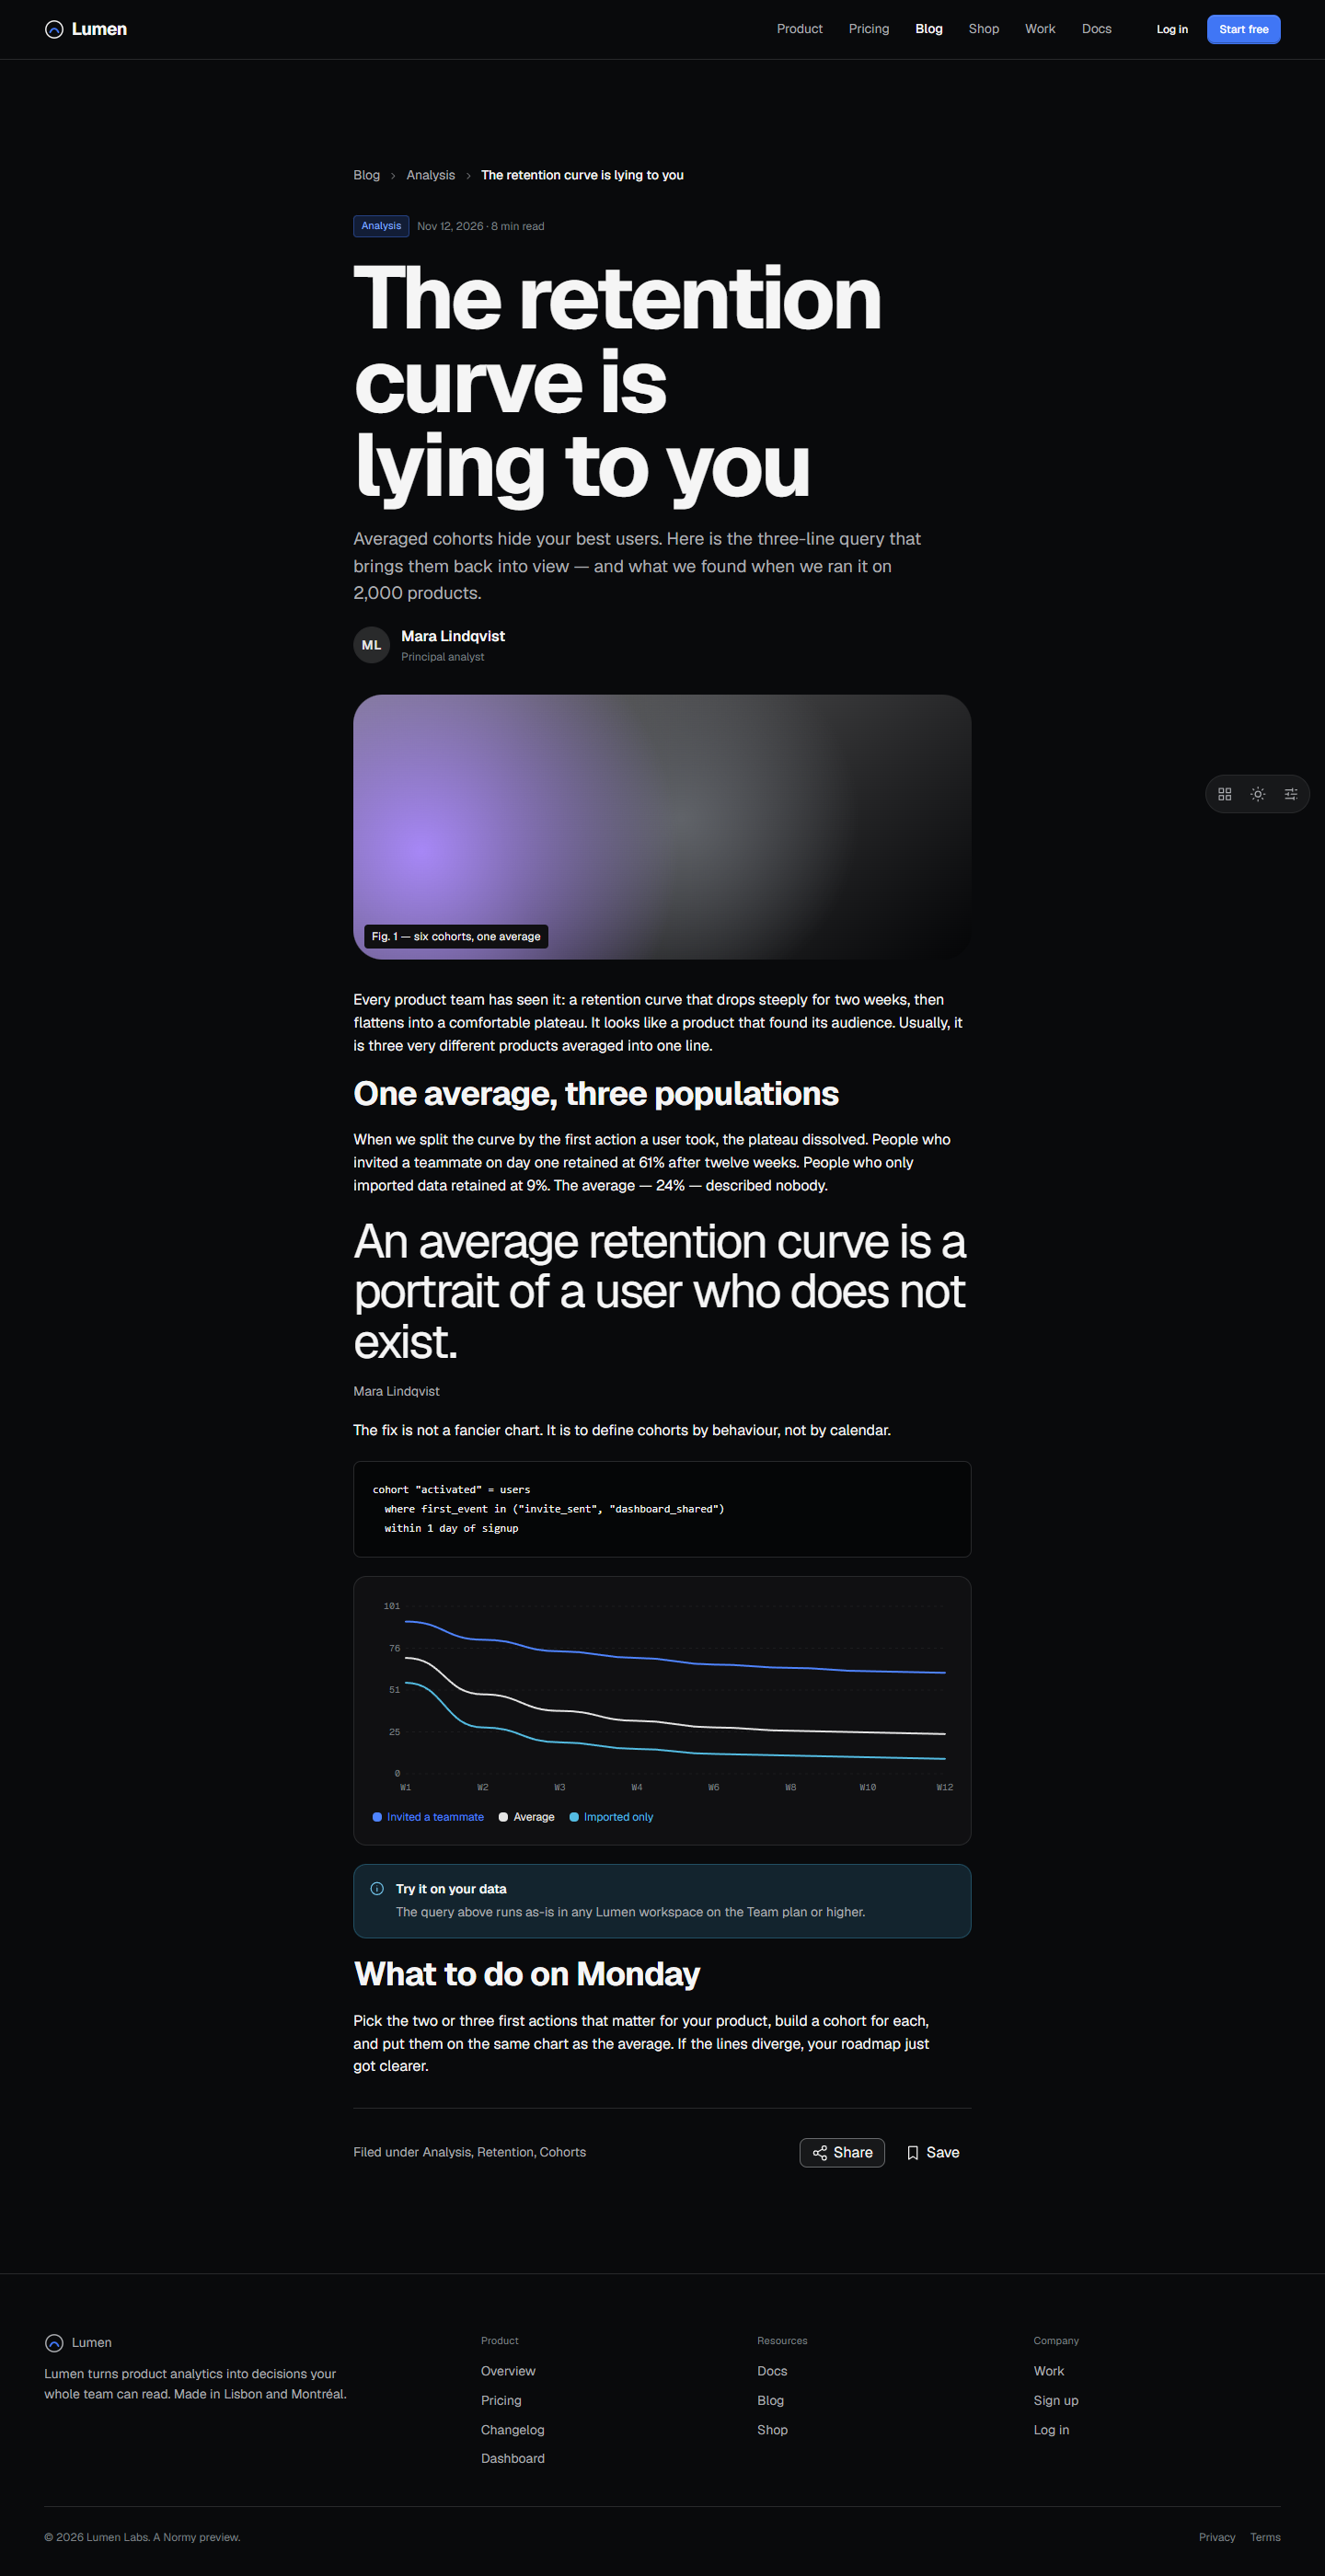 Lumen
Product Pricing Blog Shop Work Docs Log in Start free
Blog › Analysis › The retention curve is lying to you
Analysis Nov 12, 2026 · 8 min read
The retention
curve is
lying to you
Averaged cohorts hide your best users. Here is the three-line query that
brings them back into view — and what we found when we ran it on
2,000 products.
ML Mara Lindqvist
Principal analyst
Fig. 1 — six cohorts, one average
Every product team has seen it: a retention curve that drops steeply for two weeks, then
flattens into a comfortable plateau. It looks like a product that found its audience. Usually, it
is three very different products averaged into one line.
One average, three populations
When we split the curve by the first action a user took, the plateau dissolved. People who
invited a teammate on day one retained at 61% after twelve weeks. People who only
imported data retained at 9%. The average — 24% — described nobody.
An average retention curve is a
portrait of a user who does not
exist.
Mara Lindqvist
The fix is not a fancier chart. It is to define cohorts by behaviour, not by calendar.
cohort "activated" = users
  where first_event in ("invite_sent", "dashboard_shared")
  within 1 day of signup
101
76
51
25
0
W1 W2 W3 W4 W6 W8 W10 W12
Invited a teammate Average Imported only
Try it on your data
The query above runs as-is in any Lumen workspace on the Team plan or higher.
What to do on Monday
Pick the two or three first actions that matter for your product, build a cohort for each,
and put them on the same chart as the average. If the lines diverge, your roadmap just
got clearer.
Filed under Analysis, Retention, Cohorts Share Save
Lumen
Lumen turns product analytics into decisions your
whole team can read. Made in Lisbon and Montréal.
Product
Overview
Pricing
Changelog
Dashboard
Resources
Docs
Blog
Shop
Company
Work
Sign up
Log in
© 2026 Lumen Labs. A Normy preview.
Privacy Terms